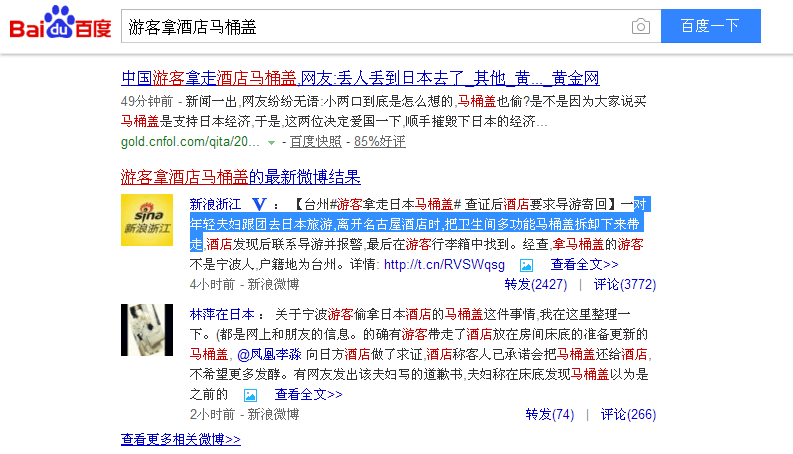 Bai du 百度
游客拿酒店马桶盖
百度一下
中国游客拿走酒店马桶盖,网友:丢人丢到日本去了_其他_黄..._黄金网
49分钟前 - 新闻一出,网友纷纷无语:小两口到底是怎么想的,马桶盖也偷?是不是因为大家说买
马桶盖是支持日本经济,于是,这两位决定爱国一下,顺手摧毁下日本的经济...
gold.cnfol.com/qita/20... - 百度快照 - 85%好评
游客拿酒店马桶盖的最新微博结果
sina
新浪浙江
新浪浙江 V : 【台州#游客拿走日本马桶盖# 查证后酒店要求导游寄回】一对
年轻夫妇跟团去日本旅游,离开名古屋酒店时,把卫生间多功能马桶盖拆卸下来带
走,酒店发现后联系导游并报警,最后在游客行李箱中找到。经查,拿马桶盖的游客
不是宁波人,户籍地为台州。详情: http://t.cn/RVSWqsg 查看全文>>
4小时前 - 新浪微博 转发(2427) | 评论(3772)
林萍在日本 : 关于宁波游客偷拿日本酒店的马桶盖这件事情,我在这里整理一
下。(都是网上和朋友的信息。的确有游客带走了酒店放在房间床底的准备更新的
马桶盖, @凤凰李淼 向日方酒店做了求证,酒店称客人已承诺会把马桶盖还给酒店,
不希望更多发酵。有网友发出该夫妇写的道歉书,夫妇称在床底发现马桶盖以为是
之前的 查看全文>>
2小时前 - 新浪微博 转发(74) | 评论(266)
查看更多相关微博>>